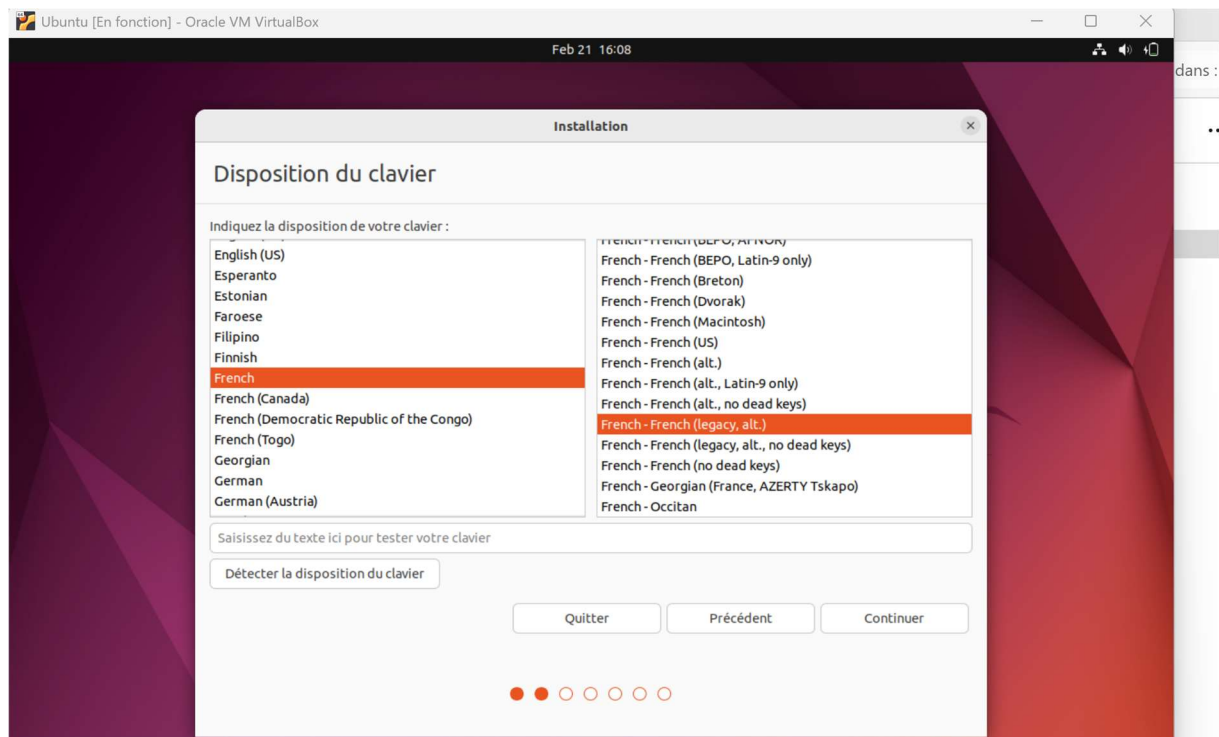 Ubuntu [En fonction] - Oracle VM VirtualBox
Feb 21 16:08
dans :
Installation
Disposition du clavier
Indiquez la disposition de votre clavier :
English (US)
Esperanto
Estonian
Faroese
Filipino
Finnish
French
French (Canada)
French (Democratic Republic of the Congo)
French (Togo)
Georgian
German
German (Austria)
French - French (BEPO, AFNOR)
French - French (BEPO, Latin-9 only)
French - French (Breton)
French - French (Dvorak)
French - French (Macintosh)
French - French (US)
French - French (alt.)
French - French (alt., Latin-9 only)
French - French (alt., no dead keys)
French - French (legacy, alt.)
French - French (legacy, alt., no dead keys)
French - French (no dead keys)
French - Georgian (France, AZERTY Tskapo)
French - Occitan
Saisissez du texte ici pour tester votre clavier
Détecter la disposition du clavier
Quitter
Précédent
Continuer